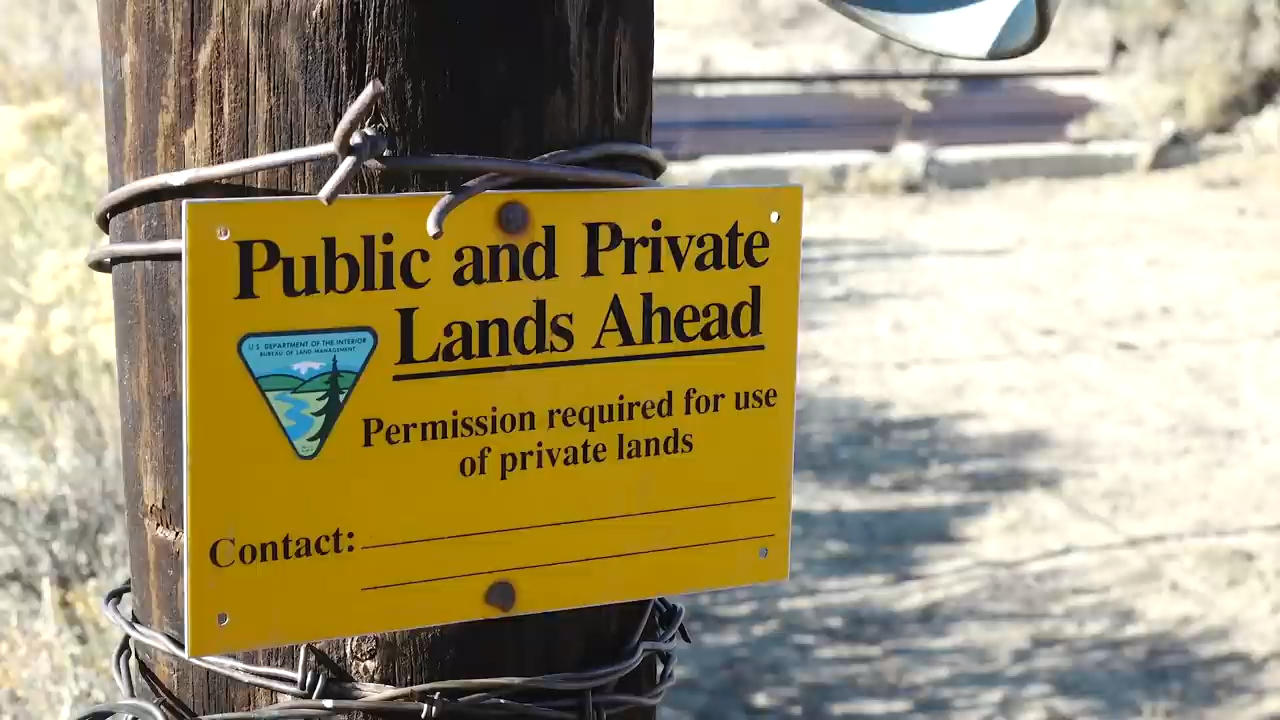 Public and Private
Lands Ahead
U.S. DEPARTMENT OF THE INTERIOR
BUREAU OF LAND MANAGEMENT
Permission required for use
of private lands
Contact: